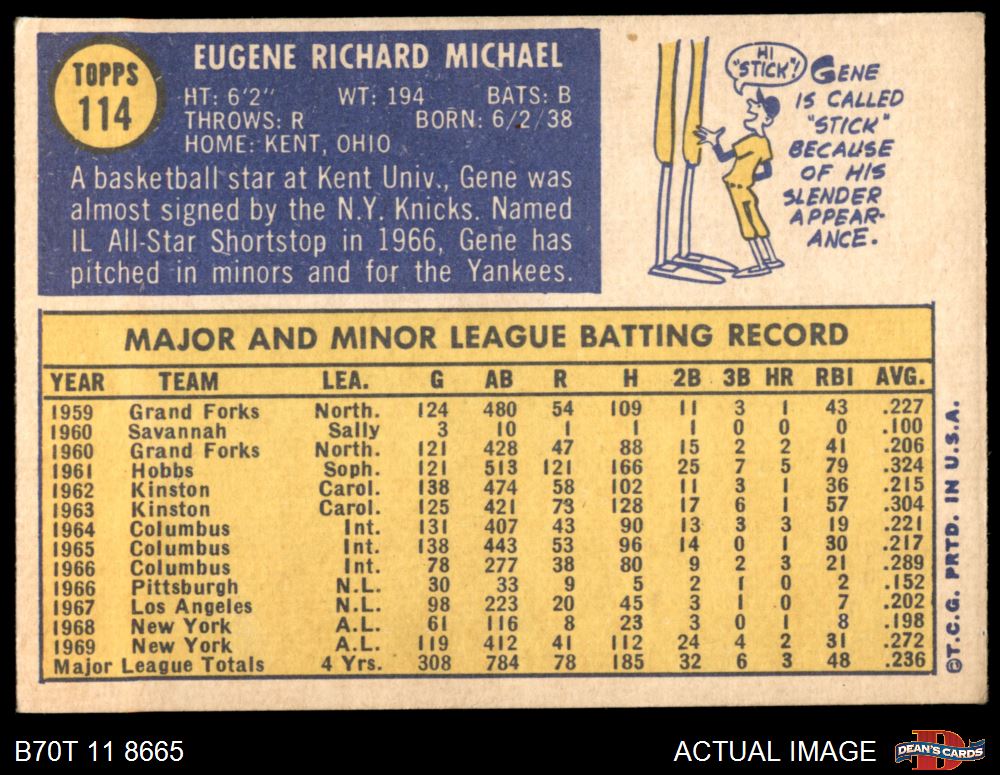 TOPPS
114
EUGENE RICHARD MICHAEL
HT: 6'2" WT: 194 BATS: B
THROWS: R BORN: 6/2/38
HOME: KENT, OHIO
A basketball star at Kent Univ., Gene was
almost signed by the N.Y. Knicks. Named
IL All-Star Shortstop in 1966, Gene has
pitched in minors and for the Yankees.
HI
"STICK"!
GENE
IS CALLED
"STICK"
BECAUSE
OF HIS
SLENDER
APPEAR-
ANCE.
MAJOR AND MINOR LEAGUE BATTING RECORD
YEAR TEAM LEA. G AB R H 2B 3B HR RBI AVG.
1959 Grand Forks North. 124 480 54 109 11 3 1 43 .227
1960 Savannah Sally 3 10 1 1 1 0 0 0 .100
1960 Grand Forks North. 121 428 47 88 15 2 2 41 .206
1961 Hobbs Soph. 121 513 121 166 25 7 5 79 .324
1962 Kinston Carol. 138 474 58 102 11 3 1 36 .215
1963 Kinston Carol. 125 421 73 128 17 6 1 57 .304
1964 Columbus Int. 131 407 43 90 13 3 3 19 .221
1965 Columbus Int. 138 443 53 96 14 0 1 30 .217
1966 Columbus Int. 78 277 38 80 9 2 3 21 .289
1966 Pittsburgh N.L. 30 33 9 5 2 1 0 2 .152
1967 Los Angeles N.L. 98 223 20 45 3 1 0 7 .202
1968 New York A.L. 61 116 8 23 3 0 1 8 .198
1969 New York A.L. 119 412 41 112 24 4 2 31 .272
Major League Totals 4 Yrs. 308 784 78 185 32 6 3 48 .236
©T.C.G. PRTD. IN U.S.A.
B70T 11 8665
ACTUAL IMAGE
DEAN'S CARDS